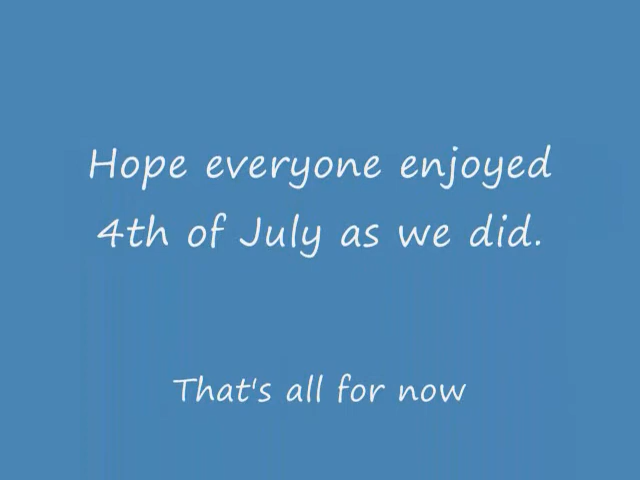 Hope everyone enjoyed
4th of July as we did.
That's all for now